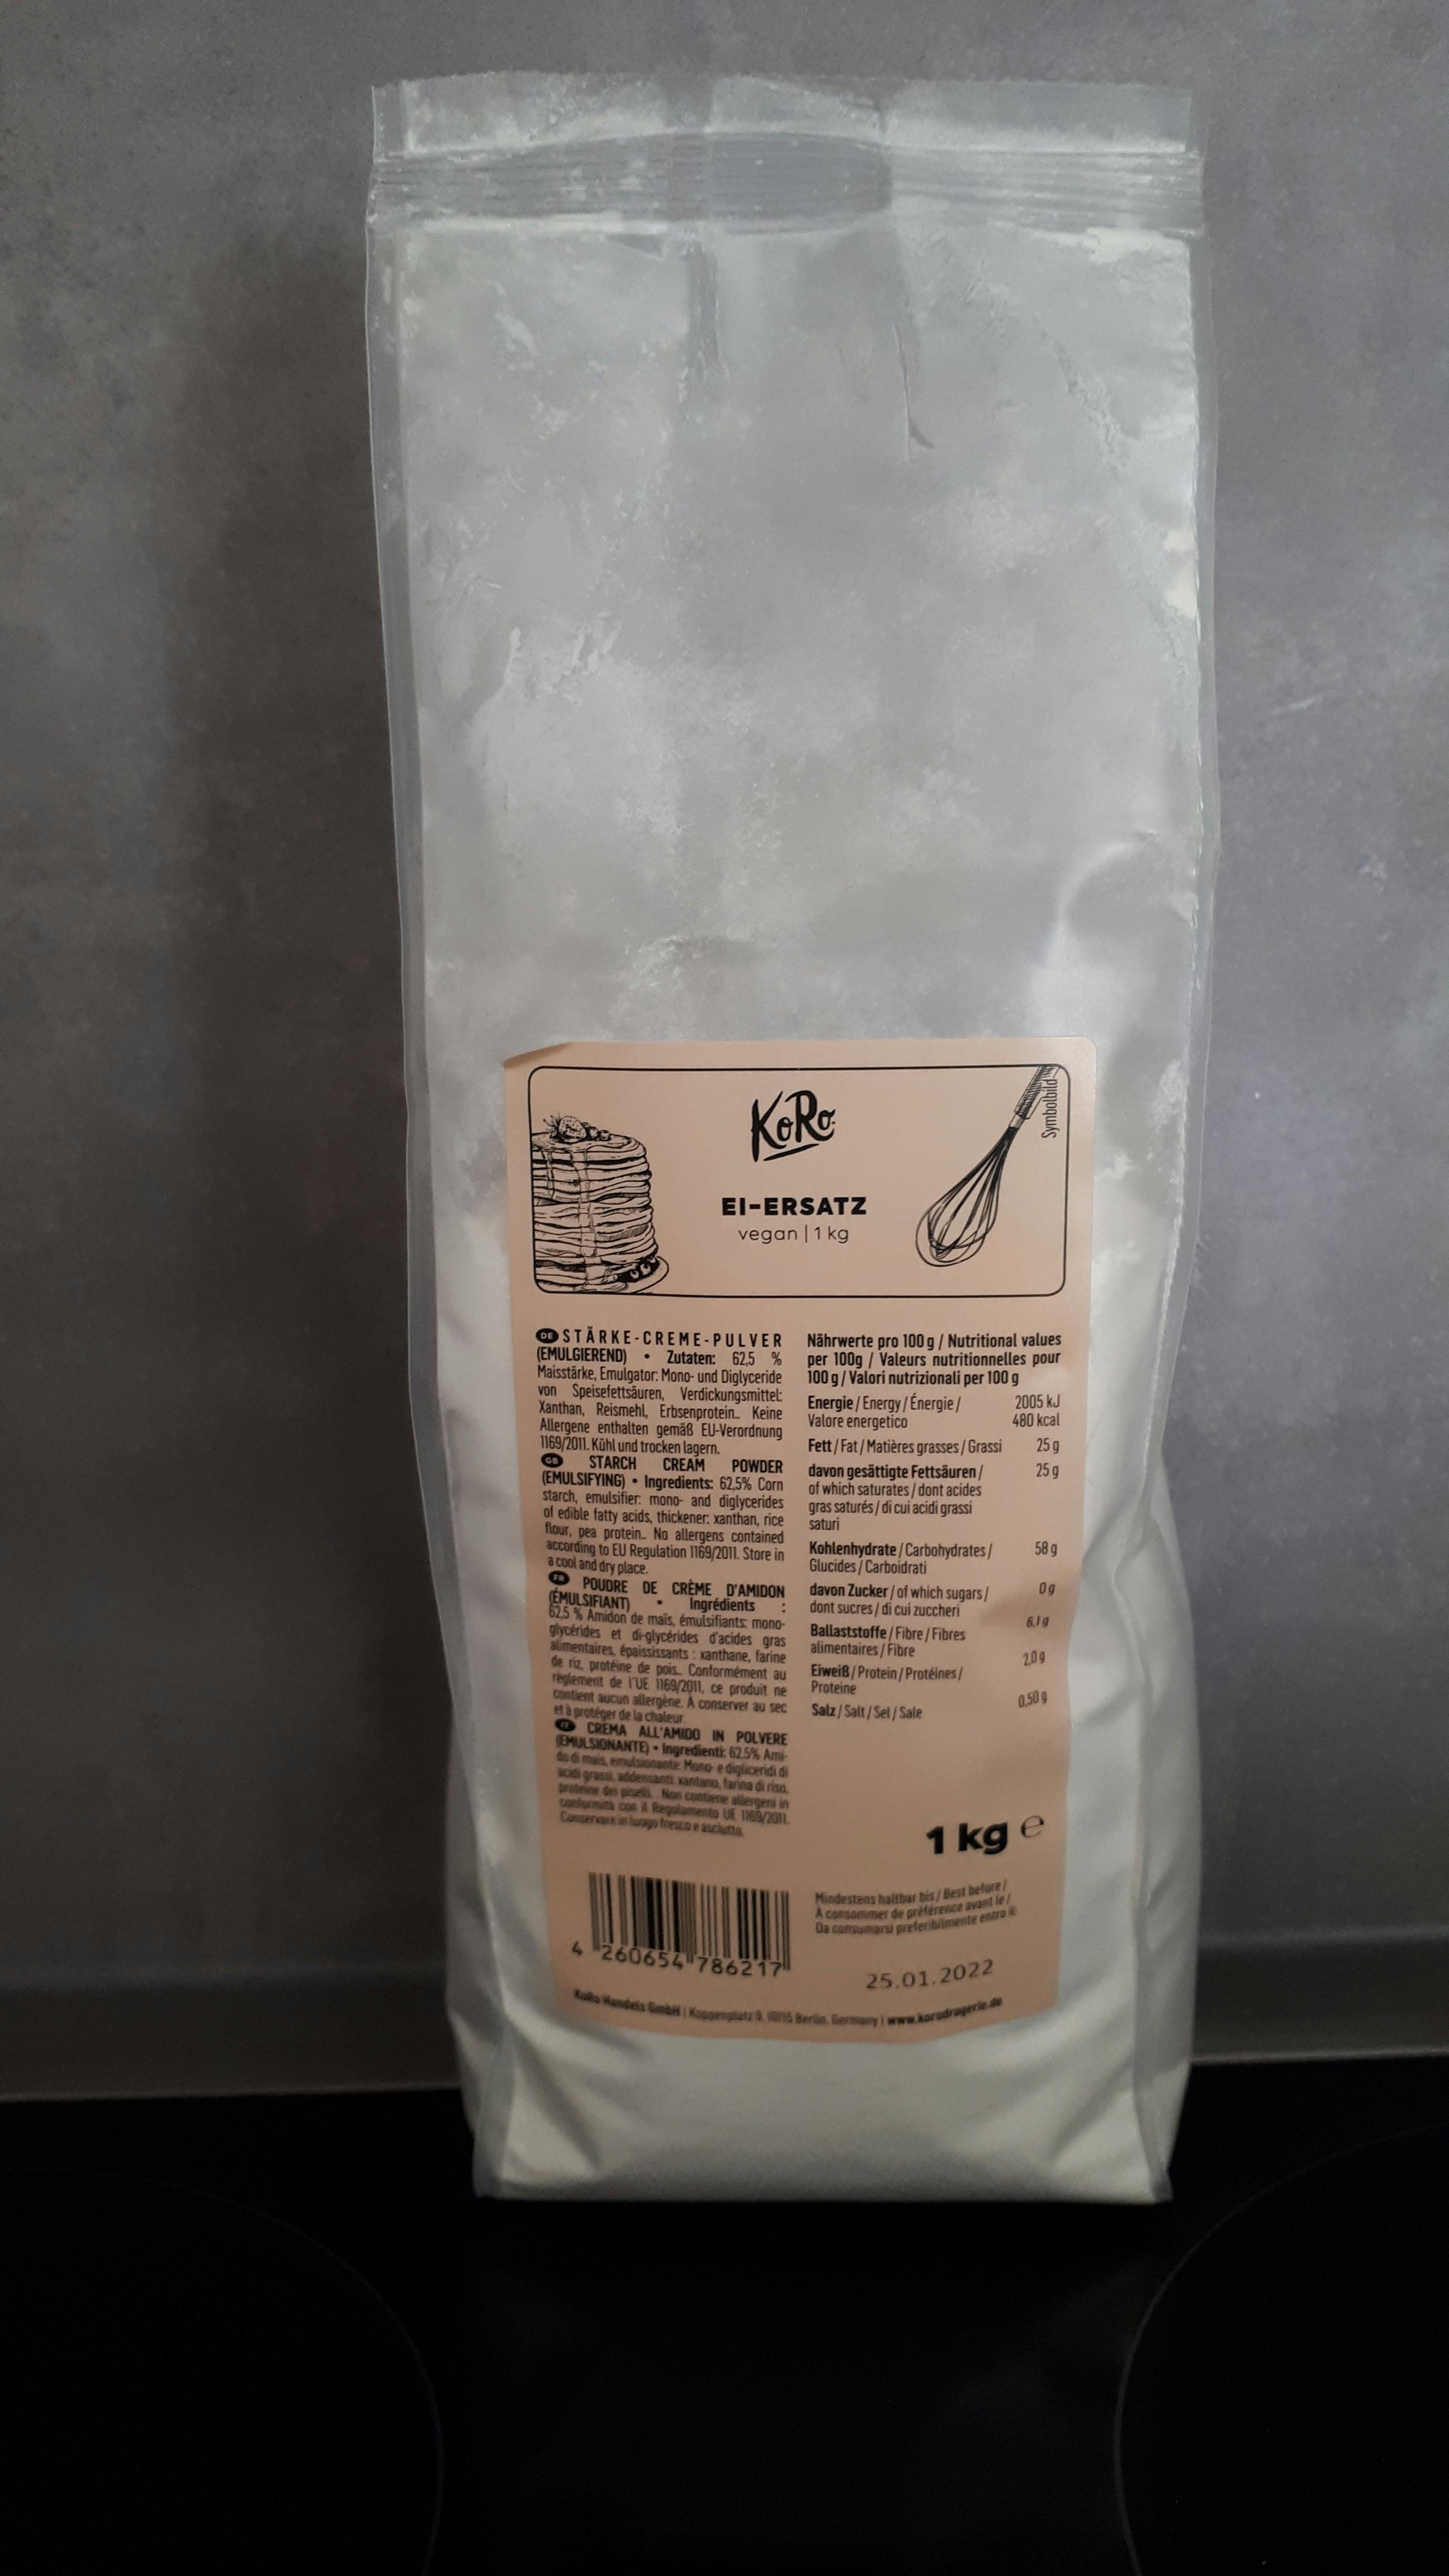 KoRo
Symbolbild
EI-ERSATZ
vegan | 1 kg
DE STÄRKE-CREME-PULVER
(EMULGIEREND) • Zutaten: 62,5 %
Maisstärke, Emulgator: Mono- und Diglyceride
von Speisefettsäuren, Verdickungsmittel:
Xanthan, Reismehl, Erbsenprotein.. Keine
Allergene enthalten gemäß EU-Verordnung
1169/2011. Kühl und trocken lagern.
GB STARCH CREAM POWDER
(EMULSIFYING) • Ingredients: 62,5% Corn
starch, emulsifier: mono- and diglycerides
of edible fatty acids, thickener: xanthan, rice
flour, pea protein.. No allergens contained
according to EU Regulation 1169/2011. Store in
a cool and dry place.
FR POUDRE DE CRÈME D'AMIDON
(ÉMULSIFIANT) • Ingrédients :
62,5 % Amidon de maïs, émulsifiants: mono-
glycérides et di-glycérides d'acides gras
alimentaires, épaississants : xanthane, farine
de riz, protéine de pois.. Conformément au
règlement de l'UE 1169/2011, ce produit ne
contient aucun allergène. À conserver au sec
et à protéger de la chaleur.
IT CREMA ALL'AMIDO IN POLVERE
(EMULSIONANTE) • Ingredienti: 62.5% Ami-
do di mais, emulsionante: Mono- e digliceridi di
acidi grassi, addensanti: xantano, farina di riso,
proteine dei piselli. . Non contiene allergeni in
conformità con il Regolamento UE 1169/2011.
Conservare in luogo fresco e asciutto.
Nährwerte pro 100 g / Nutritional values
per 100g / Valeurs nutritionnelles pour
100 g / Valori nutrizionali per 100 g
Energie / Energy / Énergie / 2005 kJ
Valore energetico 480 kcal
Fett / Fat / Matières grasses / Grassi 25 g
davon gesättigte Fettsäuren / 25 g
of which saturates / dont acides
gras saturés / di cui acidi grassi
saturi
Kohlenhydrate / Carbohydrates / 58 g
Glucides / Carboidrati
davon Zucker / of which sugars / 0 g
dont sucres / di cui zuccheri
Ballaststoffe / Fibre / Fibres 6,1 g
alimentaires / Fibre
Eiweiß / Protein / Protéines / 2,0 g
Proteine
Salz / Salt / Sel / Sale 0,50 g
1 kg e
Mindestens haltbar bis / Best before /
À consommer de préférence avant le /
Da consumarsi preferibilmente entro il:
25.01.2022
4 260654 786217
KoRo Handels GmbH | Koppenplatz 9, 10115 Berlin, Germany | www.korodrogerie.de